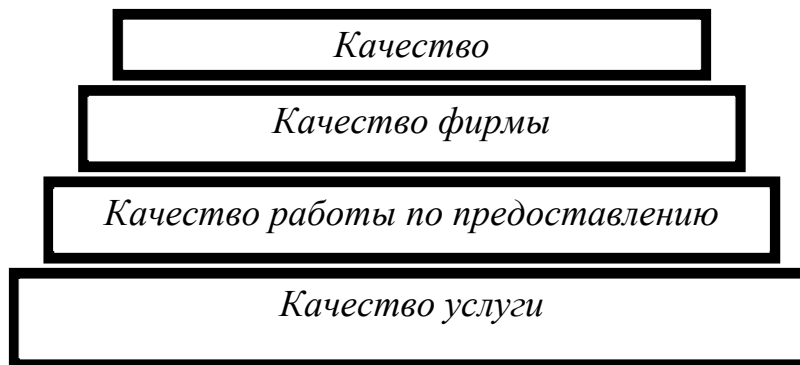 Качество
Качество фирмы
Качество работы по предоставлению
Качество услуги